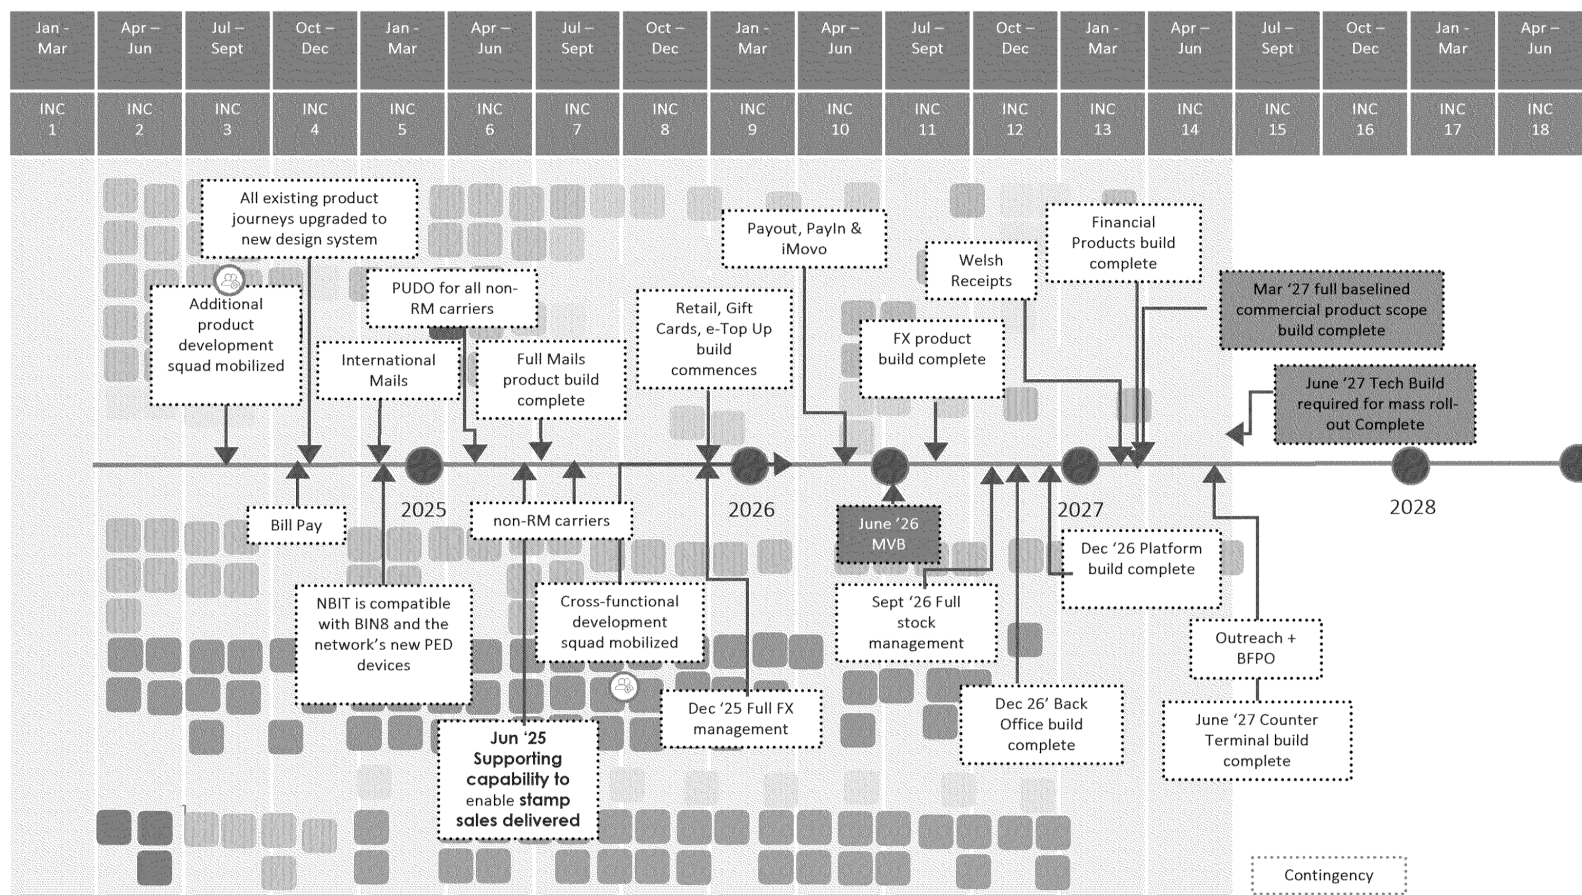 Jan - Mar
Apr – Jun
Jul – Sept
Oct – Dec
Jan - Mar
Apr – Jun
Jul – Sept
Oct – Dec
Jan - Mar
Apr – Jun
Jul – Sept
Oct – Dec
Jan - Mar
Apr – Jun
Jul – Sept
Oct – Dec
Jan - Mar
Apr – Jun
INC 1
INC 2
INC 3
INC 4
INC 5
INC 6
INC 7
INC 8
INC 9
INC 10
INC 11
INC 12
INC 13
INC 14
INC 15
INC 16
INC 17
INC 18
All existing product
journeys upgraded to
new design system
Additional
product
development
squad mobilized
PUDO for all non-
RM carriers
International
Mails
Full Mails
product build
complete
Retail, Gift
Cards, e-Top Up
build
commences
Payout, PayIn &
iMovo
FX product
build complete
Welsh
Receipts
Financial
Products build
complete
Mar ‘27 full baselined
commercial product scope
build complete
June ‘27 Tech Build
required for mass roll-
out Complete
2025
2026
2027
2028
Bill Pay
non-RM carriers
June ’26
MVB
NBIT is compatible
with BIN8 and the
network’s new PED
devices
Cross-functional
development
squad mobilized
Sept ‘26 Full
stock
management
Dec ‘26 Platform
build complete
Outreach +
BFPO
Dec ‘25 Full FX
management
Dec 26’ Back
Office build
complete
June ‘27 Counter
Terminal build
complete
Jun ‘25
Supporting
capability to
enable stamp
sales delivered
Contingency